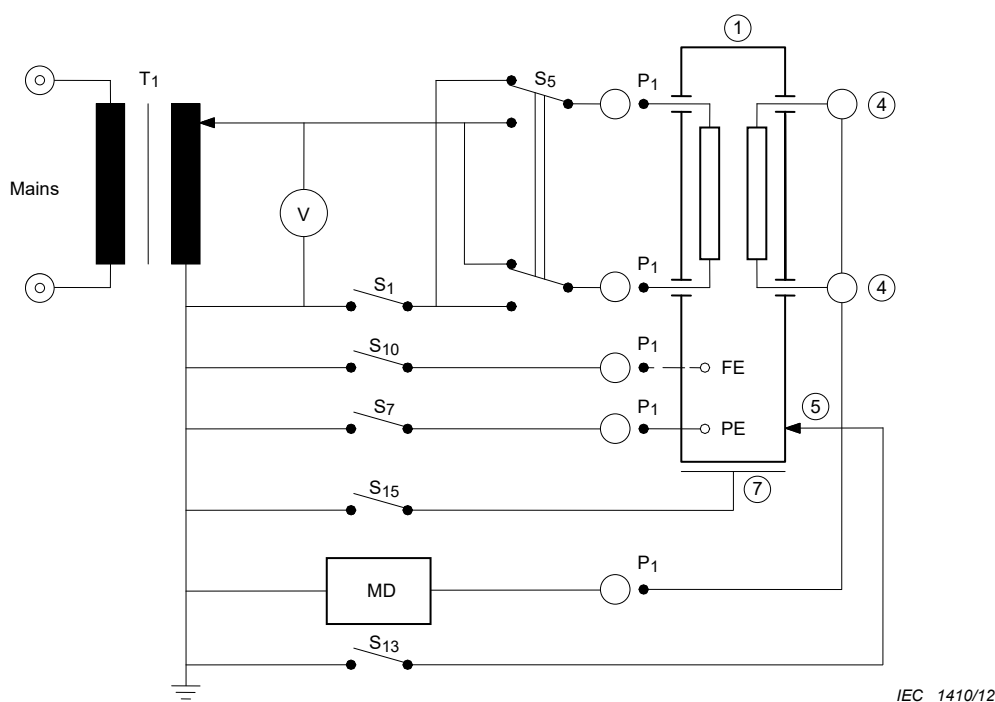 1
T1
S5
P1
4
Mains
V
S1
P1
4
S10
P1
FE
S7
P1
5
PE
S15
7
MD
P1
S13
IEC 1410/12